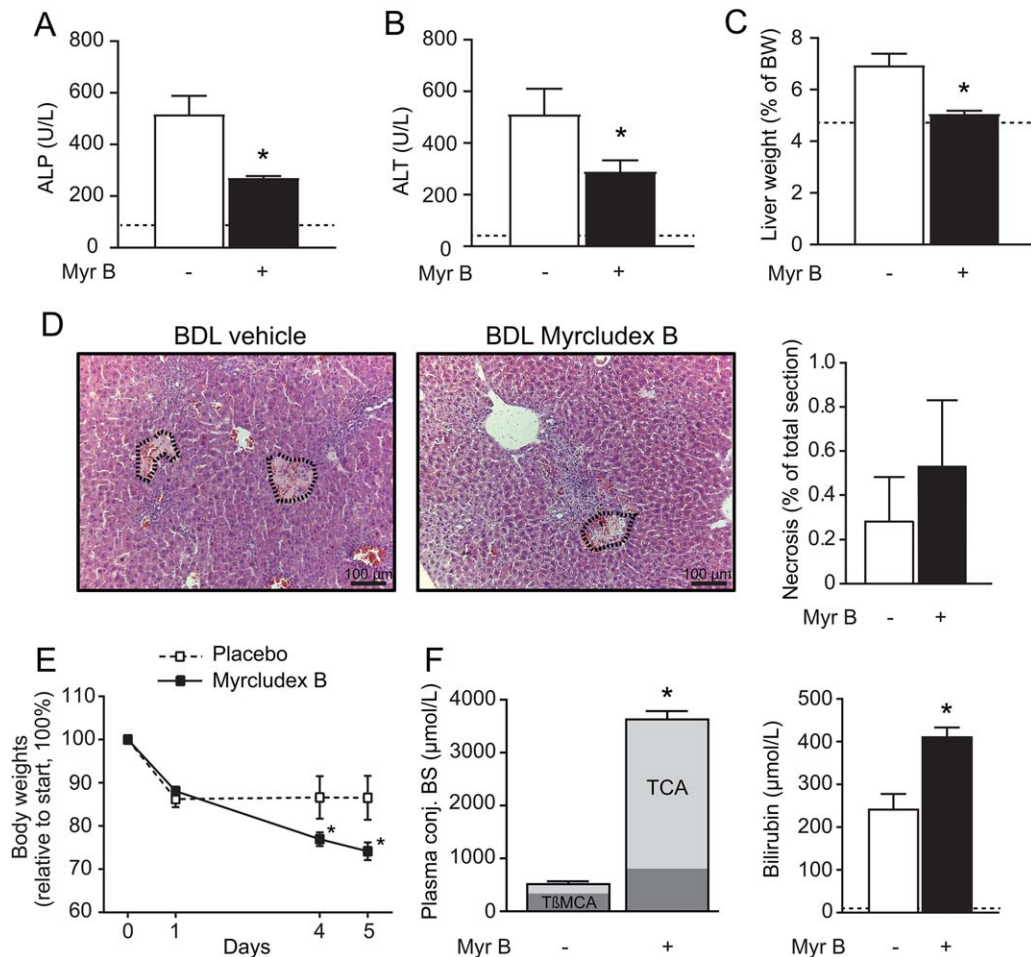 A
ALP (U/L)
800
600
400
200
0
Myr B - +
*
B
ALT (U/L)
800
600
400
200
0
Myr B - +
*
C
Liver weight (% of BW)
8
6
4
2
0
Myr B - +
*
D
BDL vehicle
100 µm
BDL Myrcludex B
100 µm
Necrosis (% of total section)
1.0
0.8
0.6
0.4
0.2
0
Myr B - +
E
Placebo
Myrcludex B
Body weights
(relative to start, 100%)
110
100
90
80
70
60
*
*
0 1 4 5
Days
F
Plasma conj. BS (µmol/L)
4000
3000
2000
1000
0
*
TCA
TßMCA
Myr B - +
Bilirubin (µmol/L)
500
400
300
200
100
0
*
Myr B - +